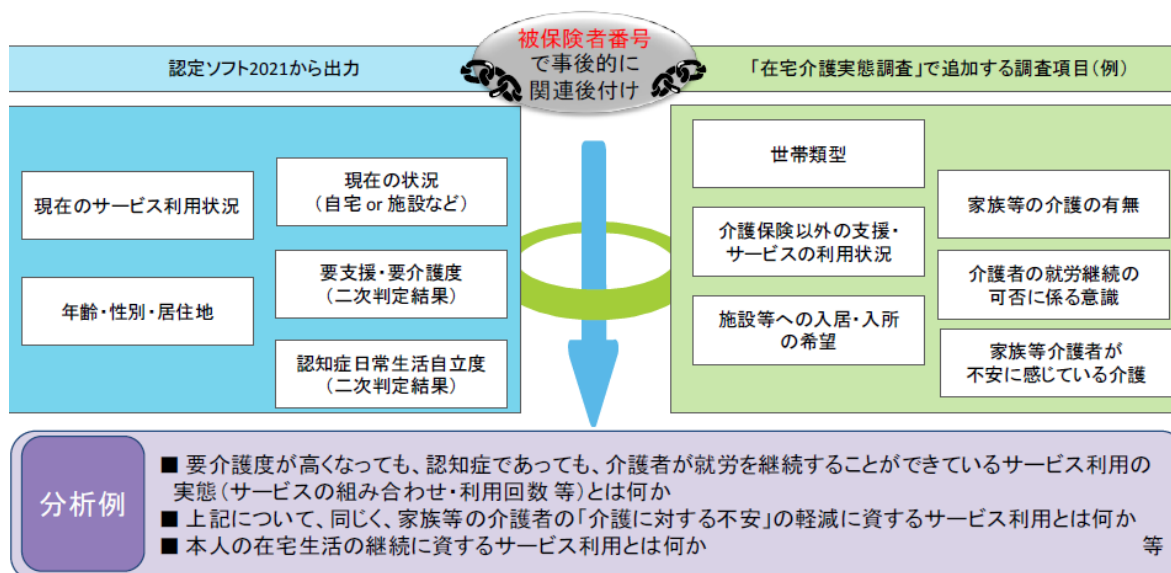 被保険者番号
で事後的に
関連後付け
認定ソフト2021から出力
現在のサービス利用状況
年齢・性別・居住地
現在の状況
（自宅 or 施設など）
要支援・要介護度
（二次判定結果）
認知症日常生活自立度
（二次判定結果）
「在宅介護実態調査」で追加する調査項目（例）
世帯類型
介護保険以外の支援・
サービスの利用状況
施設等への入居・入所
の希望
家族等の介護の有無
介護者の就労継続の
可否に係る意識
家族等介護者が
不安に感じている介護
分析例
■ 要介護度が高くなっても、認知症であっても、介護者が就労を継続することができているサービス利用の
実態（サービスの組み合わせ・利用回数 等）とは何か
■ 上記について、同じく、家族等の介護者の「介護に対する不安」の軽減に資するサービス利用とは何か
■ 本人の在宅生活の継続に資するサービス利用とは何か 等